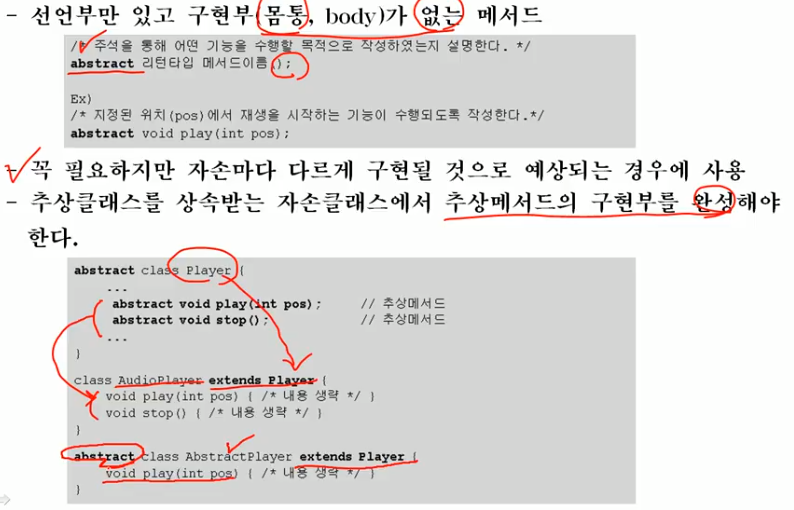 - 선언부만 있고 구현부(몸통, body)가 없는 메서드
/* 주석을 통해 어떤 기능을 수행할 목적으로 작성하였는지 설명한다. */
abstract 리턴타입 메서드이름();
Ex)
/* 지정된 위치(pos)에서 재생을 시작하는 기능이 수행되도록 작성한다.*/
abstract void play(int pos);
- 꼭 필요하지만 자손마다 다르게 구현될 것으로 예상되는 경우에 사용
- 추상클래스를 상속받는 자손클래스에서 추상메서드의 구현부를 완성해야
한다.
abstract class Player {
...
abstract void play(int pos); // 추상메서드
abstract void stop(); // 추상메서드
...
}
class AudioPlayer extends Player {
void play(int pos) { /* 내용 생략 */ }
void stop() { /* 내용 생략 */ }
}
abstract class AbstractPlayer extends Player {
void play(int pos) { /* 내용 생략 */ }
}